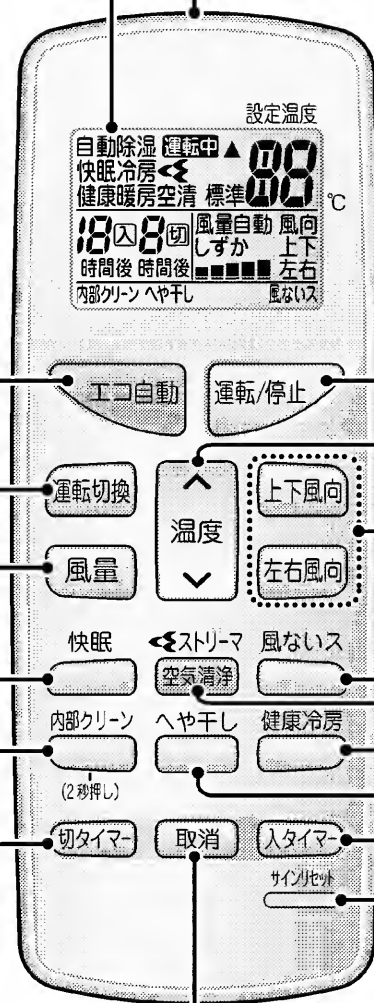 設定温度
自動除湿 運転中 ▲
快眠冷房
健康暖房空清 標準 88 ℃
18 入 8 切 風量自動 風向
しずか 上下
時間後 時間後 左右
内部クリーン へや干し 風ないス
エコ自動 運転/停止
運転切換 上下風向
温度
風量 左右風向
快眠 ストリーマ 風ないス
空気清浄
内部クリーン へや干し 健康冷房
(2秒押し)
切タイマー 取消 入タイマー
サインリセット